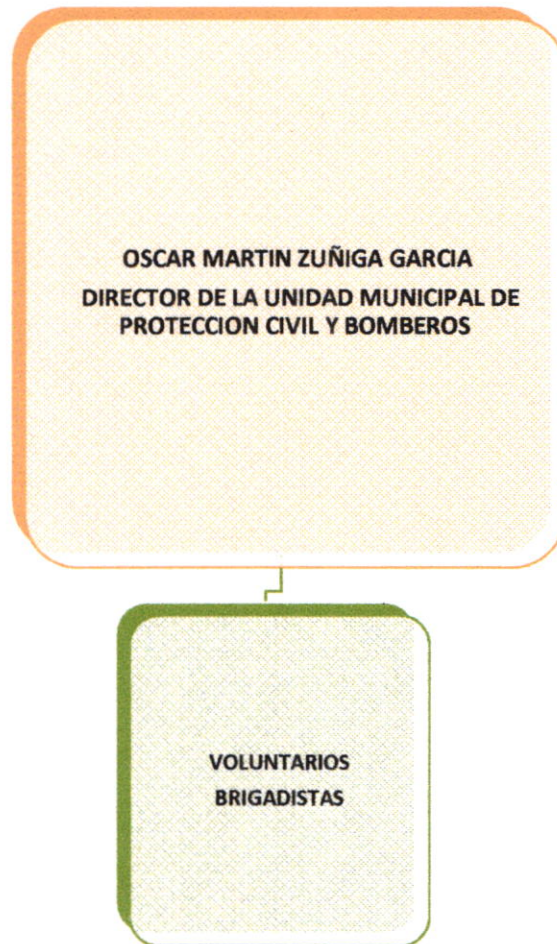 OSCAR MARTIN ZUÑIGA GARCIA
DIRECTOR DE LA UNIDAD MUNICIPAL DE
PROTECCION CIVIL Y BOMBEROS
VOLUNTARIOS
BRIGADISTAS